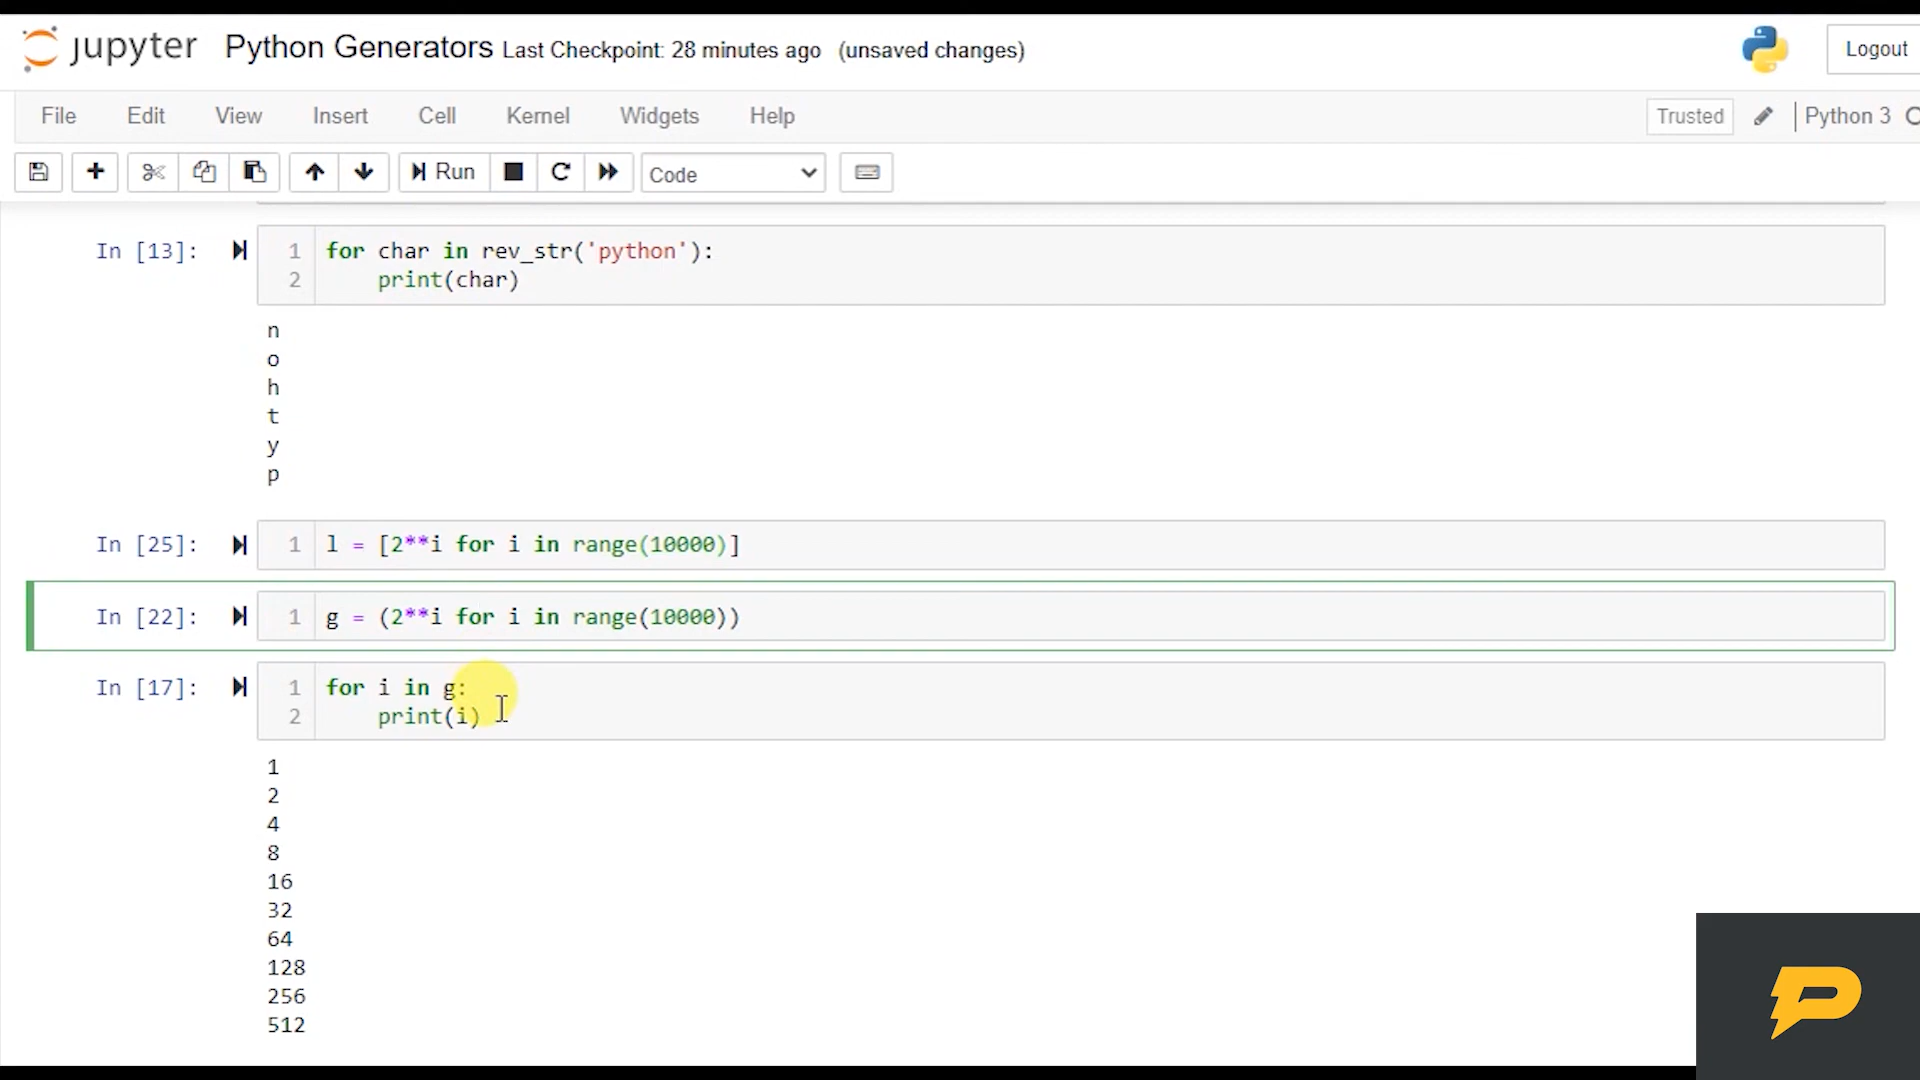 jupyter Python Generators Last Checkpoint: 28 minutes ago (unsaved changes) Logout
File Edit View Insert Cell Kernel Widgets Help Trusted Python 3
Run Code
In [13]: 1 for char in rev_str('python'):
2 print(char)
n
o
h
t
y
p
In [25]: 1 l = [2**i for i in range(10000)]
In [22]: 1 g = (2**i for i in range(10000))
In [17]: 1 for i in g:
2 print(i)
1
2
4
8
16
32
64
128
256
512
P